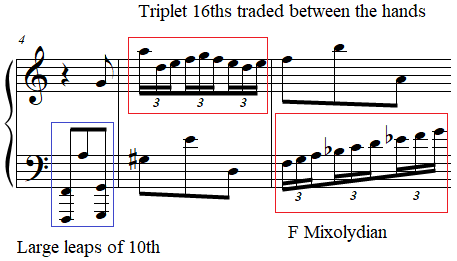 Triplet 16ths traded between the hands
4
3 3 3
3 3 3
Large leaps of 10th
F Mixolydian